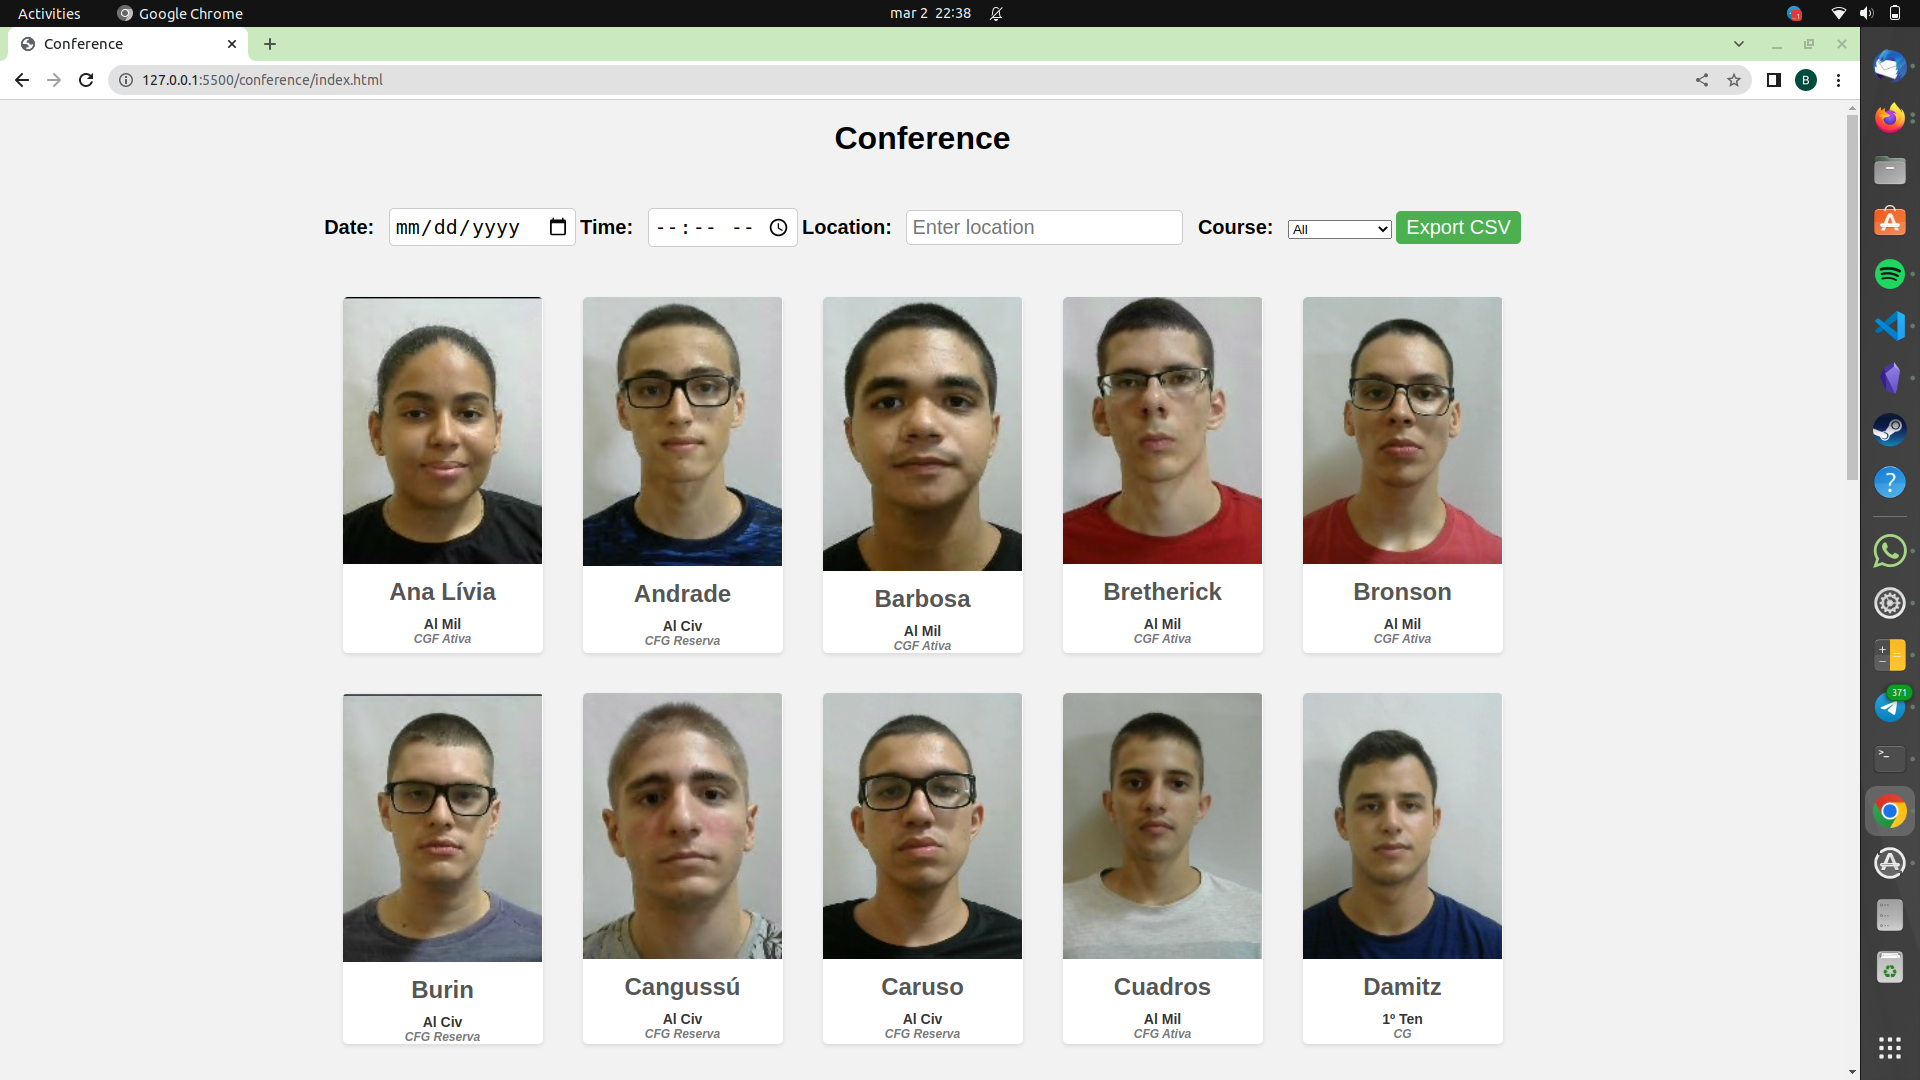 Activities Google Chrome mar 2 22:38
Conference
127.0.0.1:5500/conference/index.html B
Conference
Date: mm/dd/yyyy Time: --:-- -- Location: Enter location Course: All Export CSV
Ana Lívia
Al Mil
CGF Ativa
Andrade
Al Civ
CFG Reserva
Barbosa
Al Mil
CGF Ativa
Bretherick
Al Mil
CGF Ativa
Bronson
Al Mil
CGF Ativa
Burin
Al Civ
CFG Reserva
Cangussú
Al Civ
CFG Reserva
Caruso
Al Civ
CFG Reserva
Cuadros
Al Mil
CFG Ativa
Damitz
1º Ten
CG
371